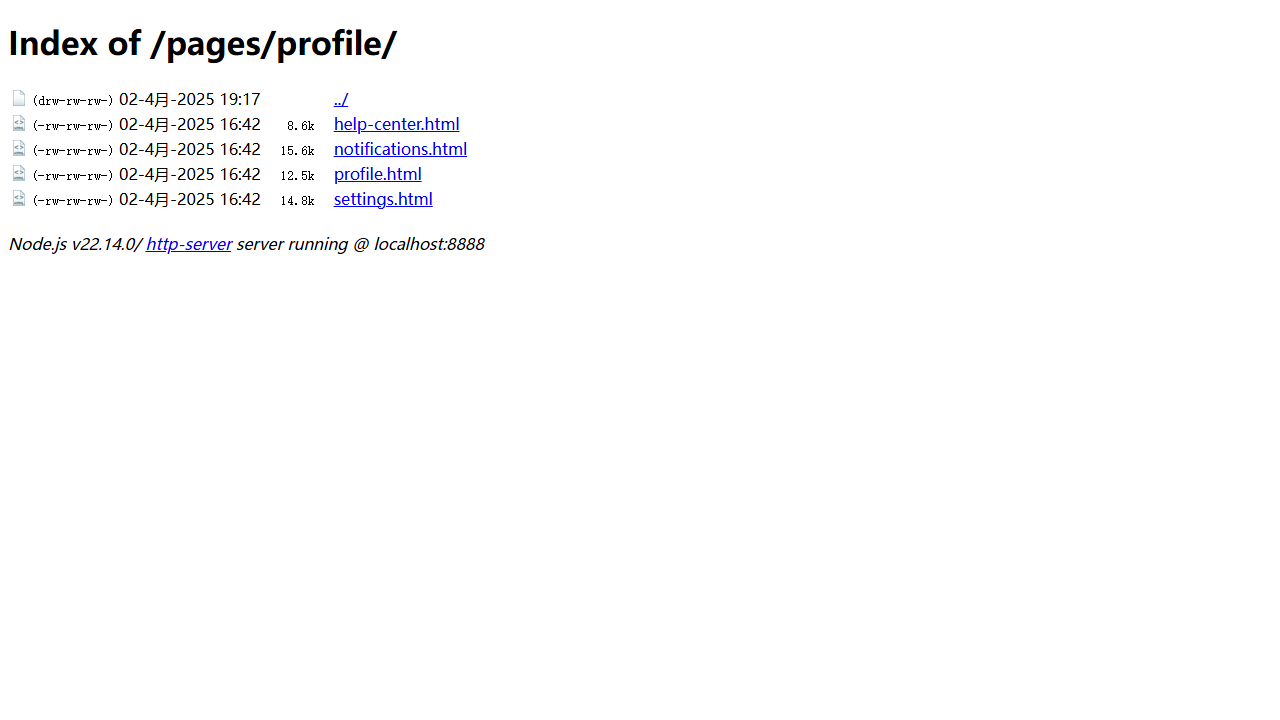 Index of /pages/profile/
(drw-rw-rw-) 02-4月-2025 19:17 ../
(-rw-rw-rw-) 02-4月-2025 16:42 8.6k help-center.html
(-rw-rw-rw-) 02-4月-2025 16:42 15.6k notifications.html
(-rw-rw-rw-) 02-4月-2025 16:42 12.5k profile.html
(-rw-rw-rw-) 02-4月-2025 16:42 14.8k settings.html
Node.js v22.14.0/ http-server server running @ localhost:8888